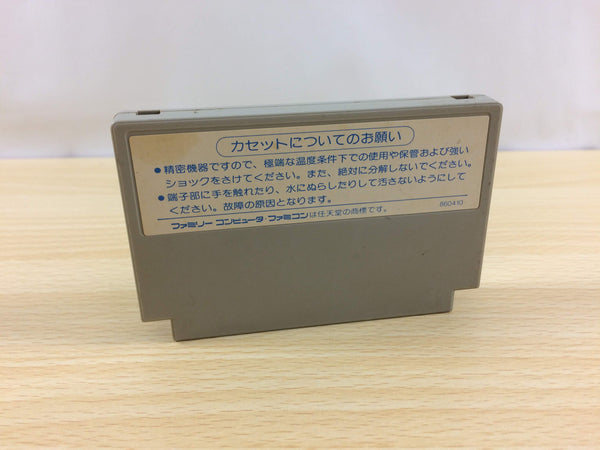 カセットについてのお願い
●精密機器ですので、極端な温度条件下での使用や保管および強い
ショックをさけてください。また、絶対に分解しないでください。
●端子部に手を触れたり、水にぬらしたりして汚さないようにして
ください。故障の原因となります。
ファミリーコンピュータ・ファミコンは任天堂の商標です。
860410